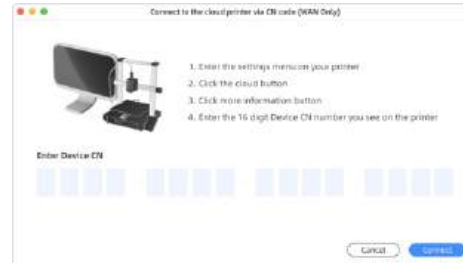 Connect to the cloud printer via CN code (WAN Only)
1. Enter the settings menu on your printer
2. Click the cloud button
3. Click more information button
4. Enter the 16 digit Device CN number you see on the printer
Enter Device CN
Cancel
Connect